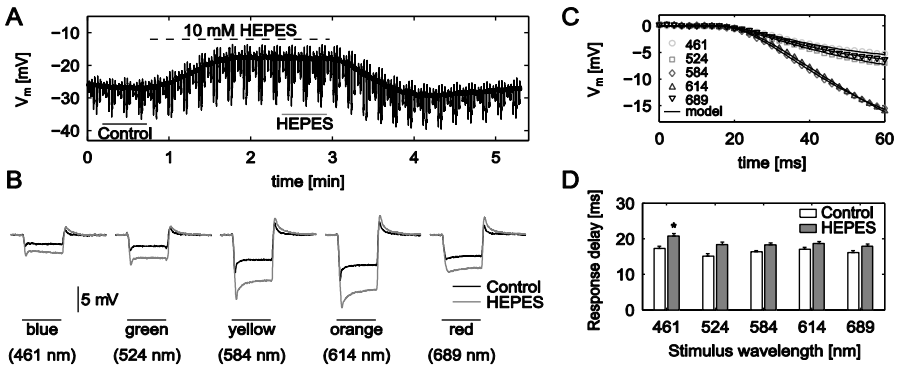 A
10 mM HEPES
−10
−20
−30
−40
Vm [mV]
Control
HEPES
0 1 2 3 4 5
time [min]
B
5 mV
Control
HEPES
blue green yellow orange red
(461 nm) (524 nm) (584 nm) (614 nm) (689 nm)
C
0
−5
−10
−15
Vm [mV]
461
524
584
614
689
model
0 20 40 60
time [ms]
D
30
20
10
0
Response delay [ms]
Control
HEPES
*
461 524 584 614 689
Stimulus wavelength [nm]